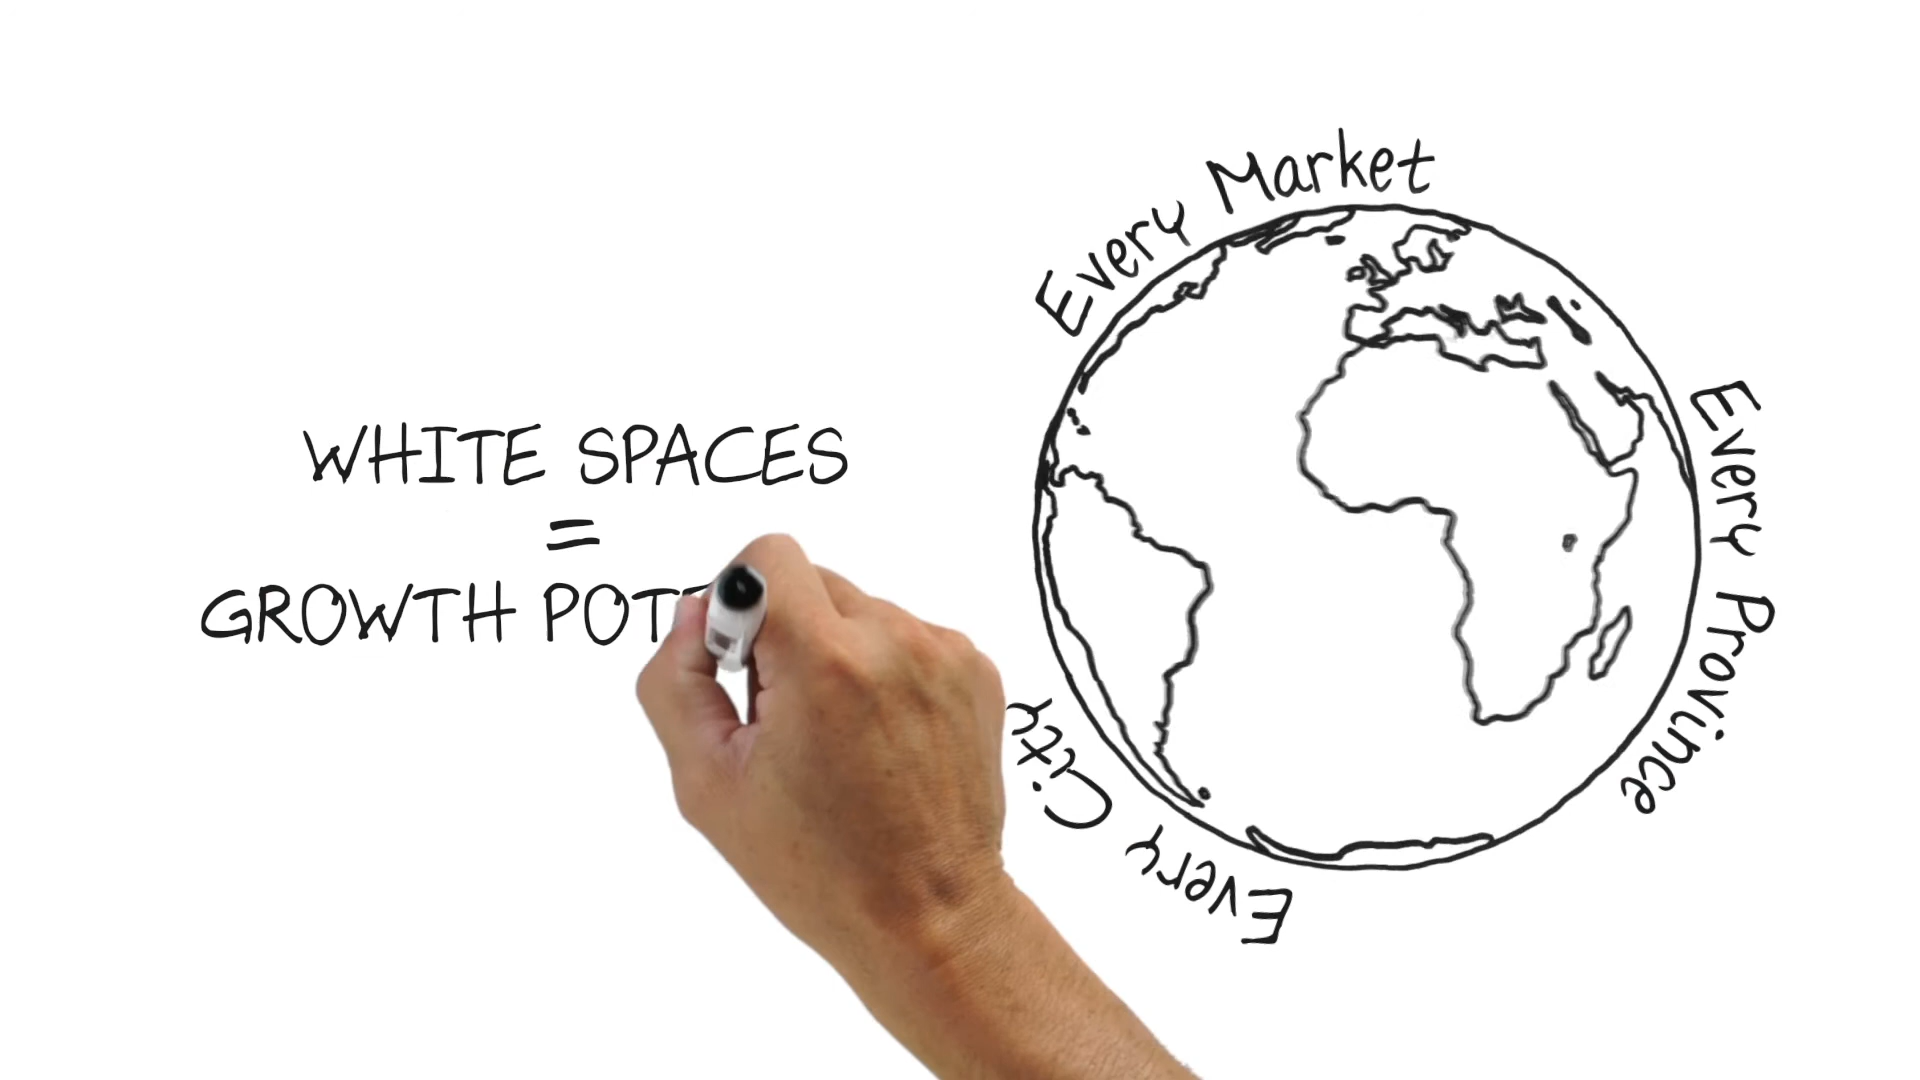 WHITE SPACES
=
GROWTH POT
Every Market
Every Province
Every City